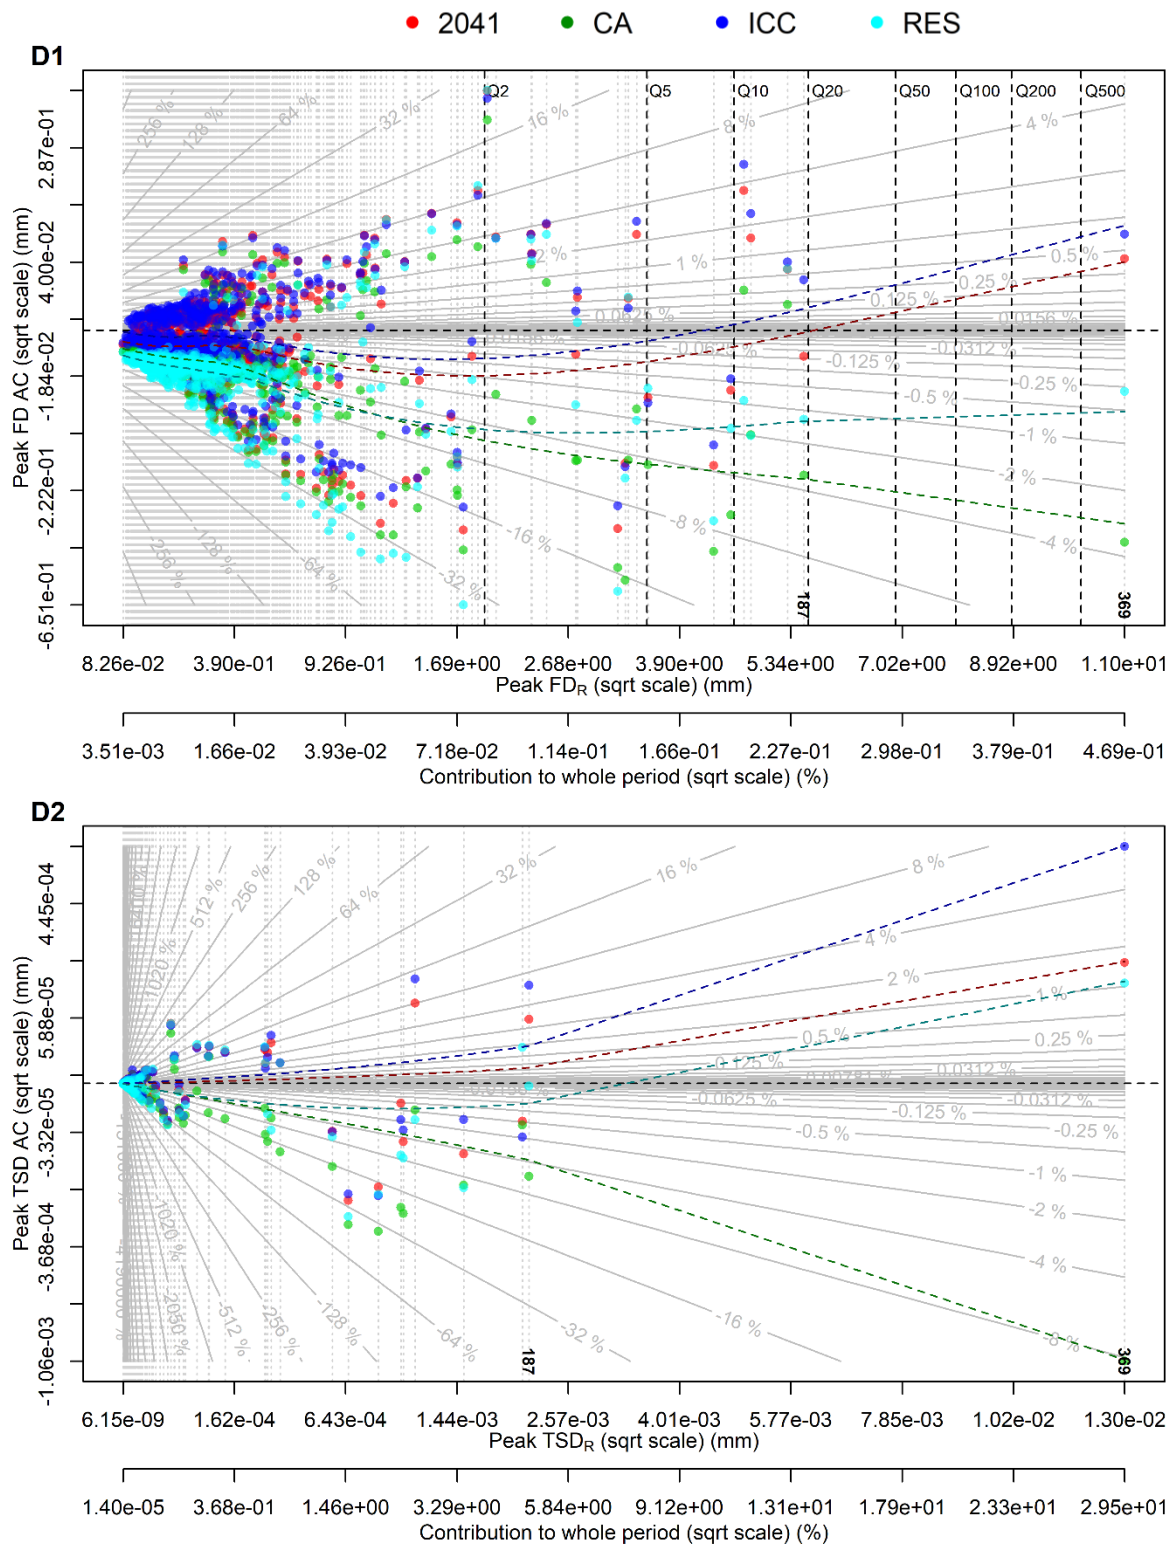 2041 CA ICC RES
D1
Q2 Q5 Q10 Q20 Q50 Q100 Q200 Q500
256 % 128 % 64 % 32 % 16 % 8 % 4 %
2 % 1 % 0.5 % 0.25 % 0.125 % 0.0625 % 0.0156 %
-0.0312 % -0.125 % -0.25 % -0.5 % -1 % -2 % -4 %
-256 % -128 % -64 % -32 % -16 % -8 %
187 369
Peak FD AC (sqrt scale) (mm)
2.87e-01
4.00e-02
-1.84e-02
-2.22e-01
-6.51e-01
8.26e-02 3.90e-01 9.26e-01 1.69e+00 2.68e+00 3.90e+00 5.34e+00 7.02e+00 8.92e+00 1.10e+01
Peak FDR (sqrt scale) (mm)
3.51e-03 1.66e-02 3.93e-02 7.18e-02 1.14e-01 1.66e-01 2.27e-01 2.98e-01 3.79e-01 4.69e-01
Contribution to whole period (sqrt scale) (%)
D2
1020 % 512 % 256 % 128 % 64 % 32 % 16 % 8 %
4 % 2 % 1 % 0.5 % 0.25 % 0.125 % 0.0312 %
-0.0312 % -0.0625 % -0.125 % -0.25 % -0.5 % -1 % -2 % -4 % -8 %
-2050 % -1020 % -512 % -256 % -128 % -64 % -32 % -16 %
187 369
Peak TSD AC (sqrt scale) (mm)
4.45e-04
5.88e-05
-3.32e-05
-3.68e-04
-1.06e-03
6.15e-09 1.62e-04 6.43e-04 1.44e-03 2.57e-03 4.01e-03 5.77e-03 7.85e-03 1.02e-02 1.30e-02
Peak TSDR (sqrt scale) (mm)
1.40e-05 3.68e-01 1.46e+00 3.29e+00 5.84e+00 9.12e+00 1.31e+01 1.79e+01 2.33e+01 2.95e+01
Contribution to whole period (sqrt scale) (%)